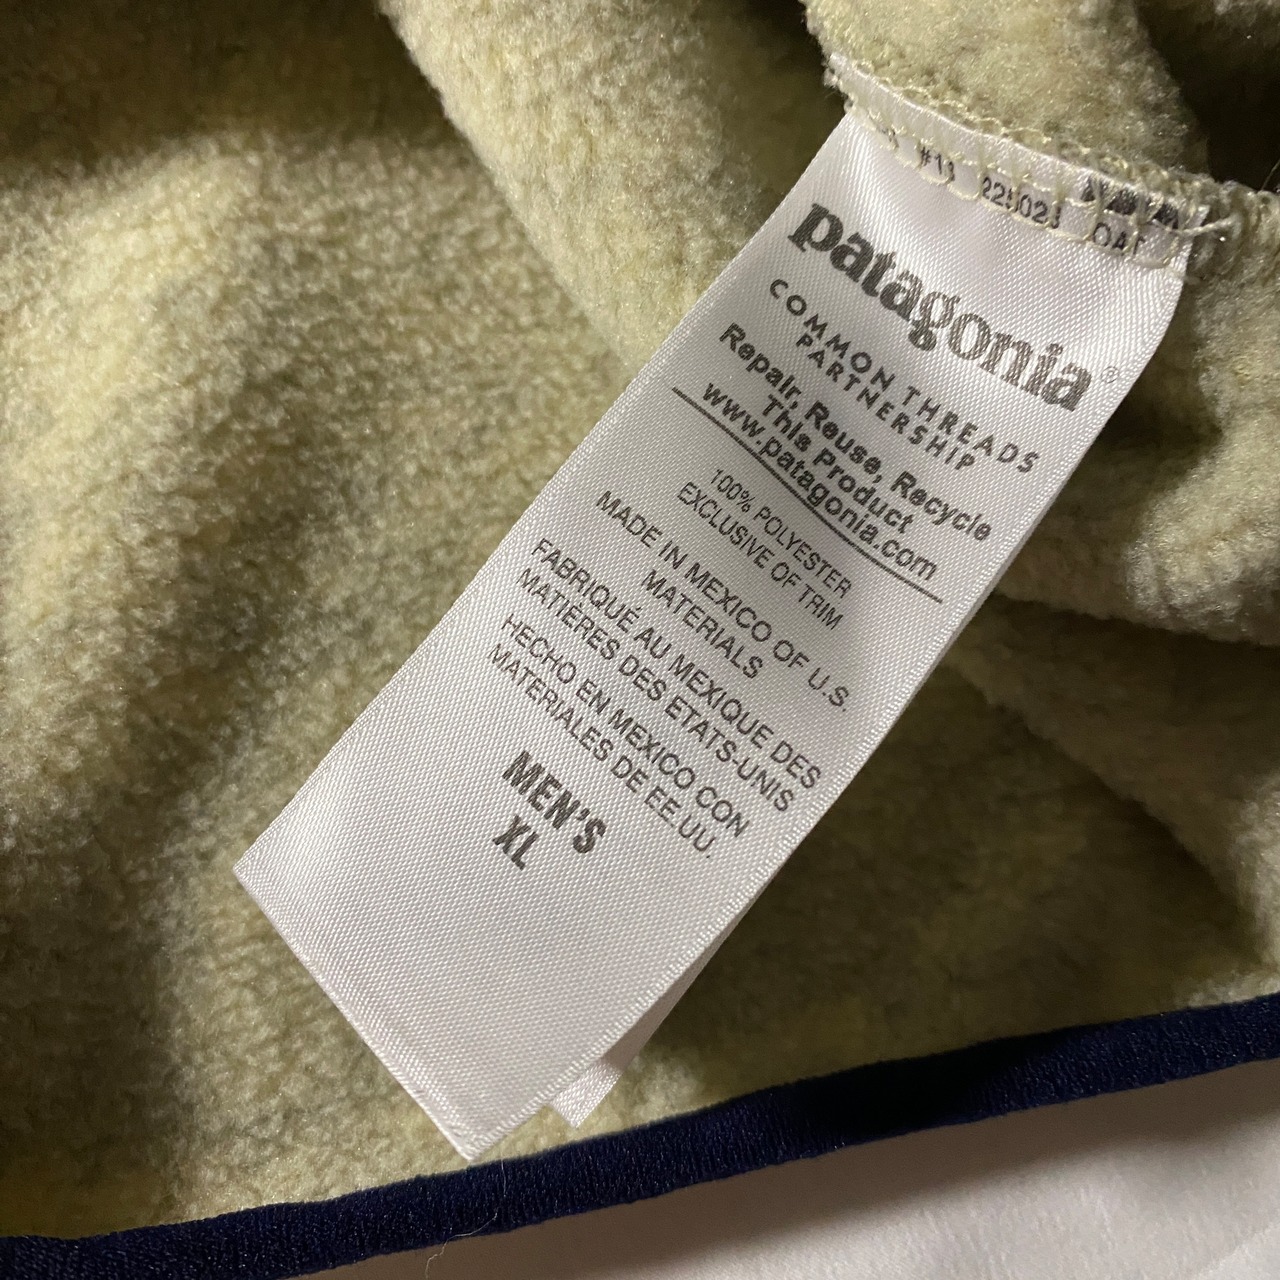 patagonia®
COMMON THREADS
PARTNERSHIP
Repair, Reuse, Recycle
This Product
www.patagonia.com
100% POLYESTER
EXCLUSIVE OF TRIM
MADE IN MEXICO OF U.S.
MATERIALS
FABRIQUÉ AU MEXIQUE DES
MATIÈRES DES ETATS-UNIS
HECHO EN MEXICO CON
MATERIALES DE EE.UU.
MEN'S
XL